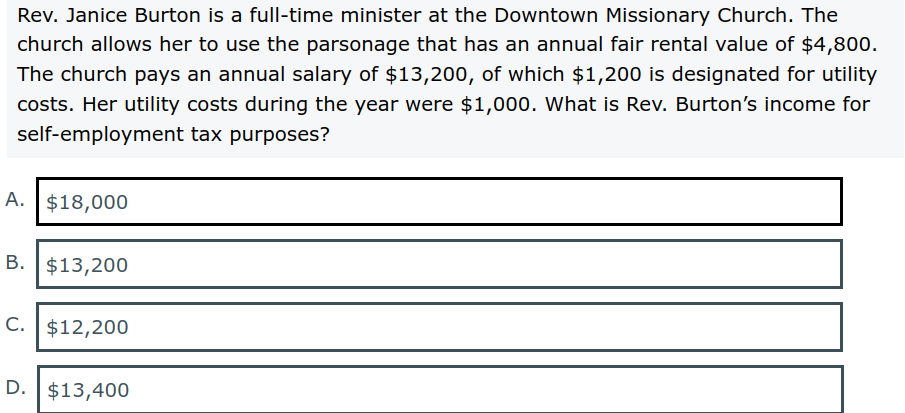 Rev. Janice Burton is a full-time minister at the Downtown Missionary Church. The
church allows her to use the parsonage that has an annual fair rental value of $4,800.
The church pays an annual salary of $13,200, of which $1,200 is designated for utility
costs. Her utility costs during the year were $1,000. What is Rev. Burton’s income for
self-employment tax purposes?
A. $18,000
B. $13,200
C. $12,200
D. $13,400